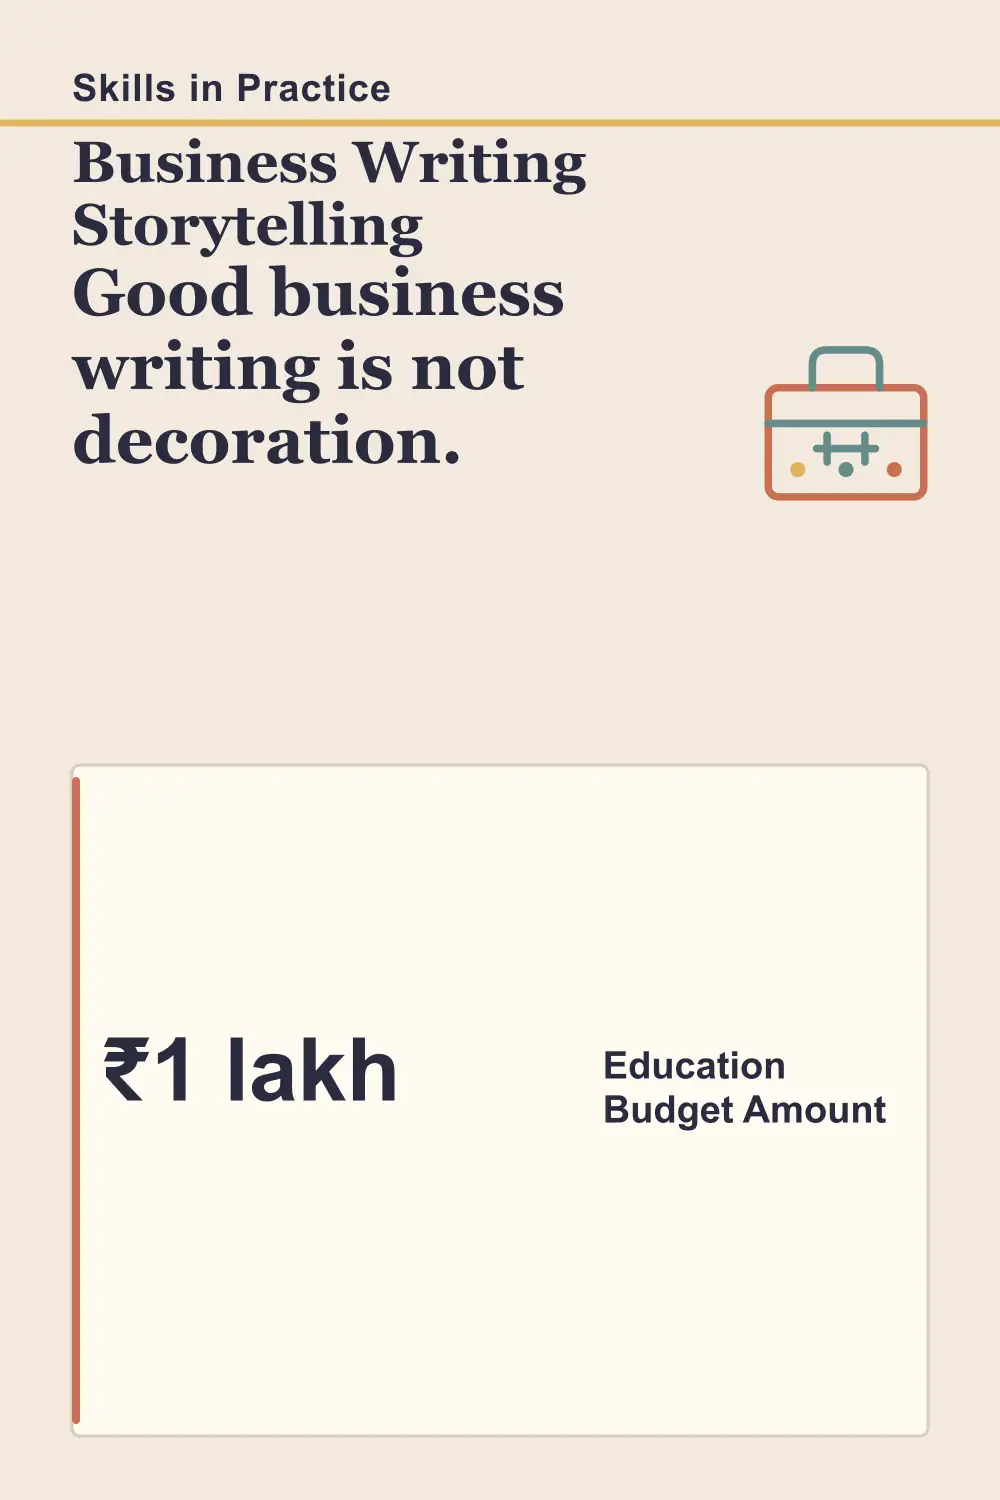 Skills in Practice
Business Writing
Storytelling
Good business
writing is not
decoration.
₹1 lakh
Education
Budget Amount